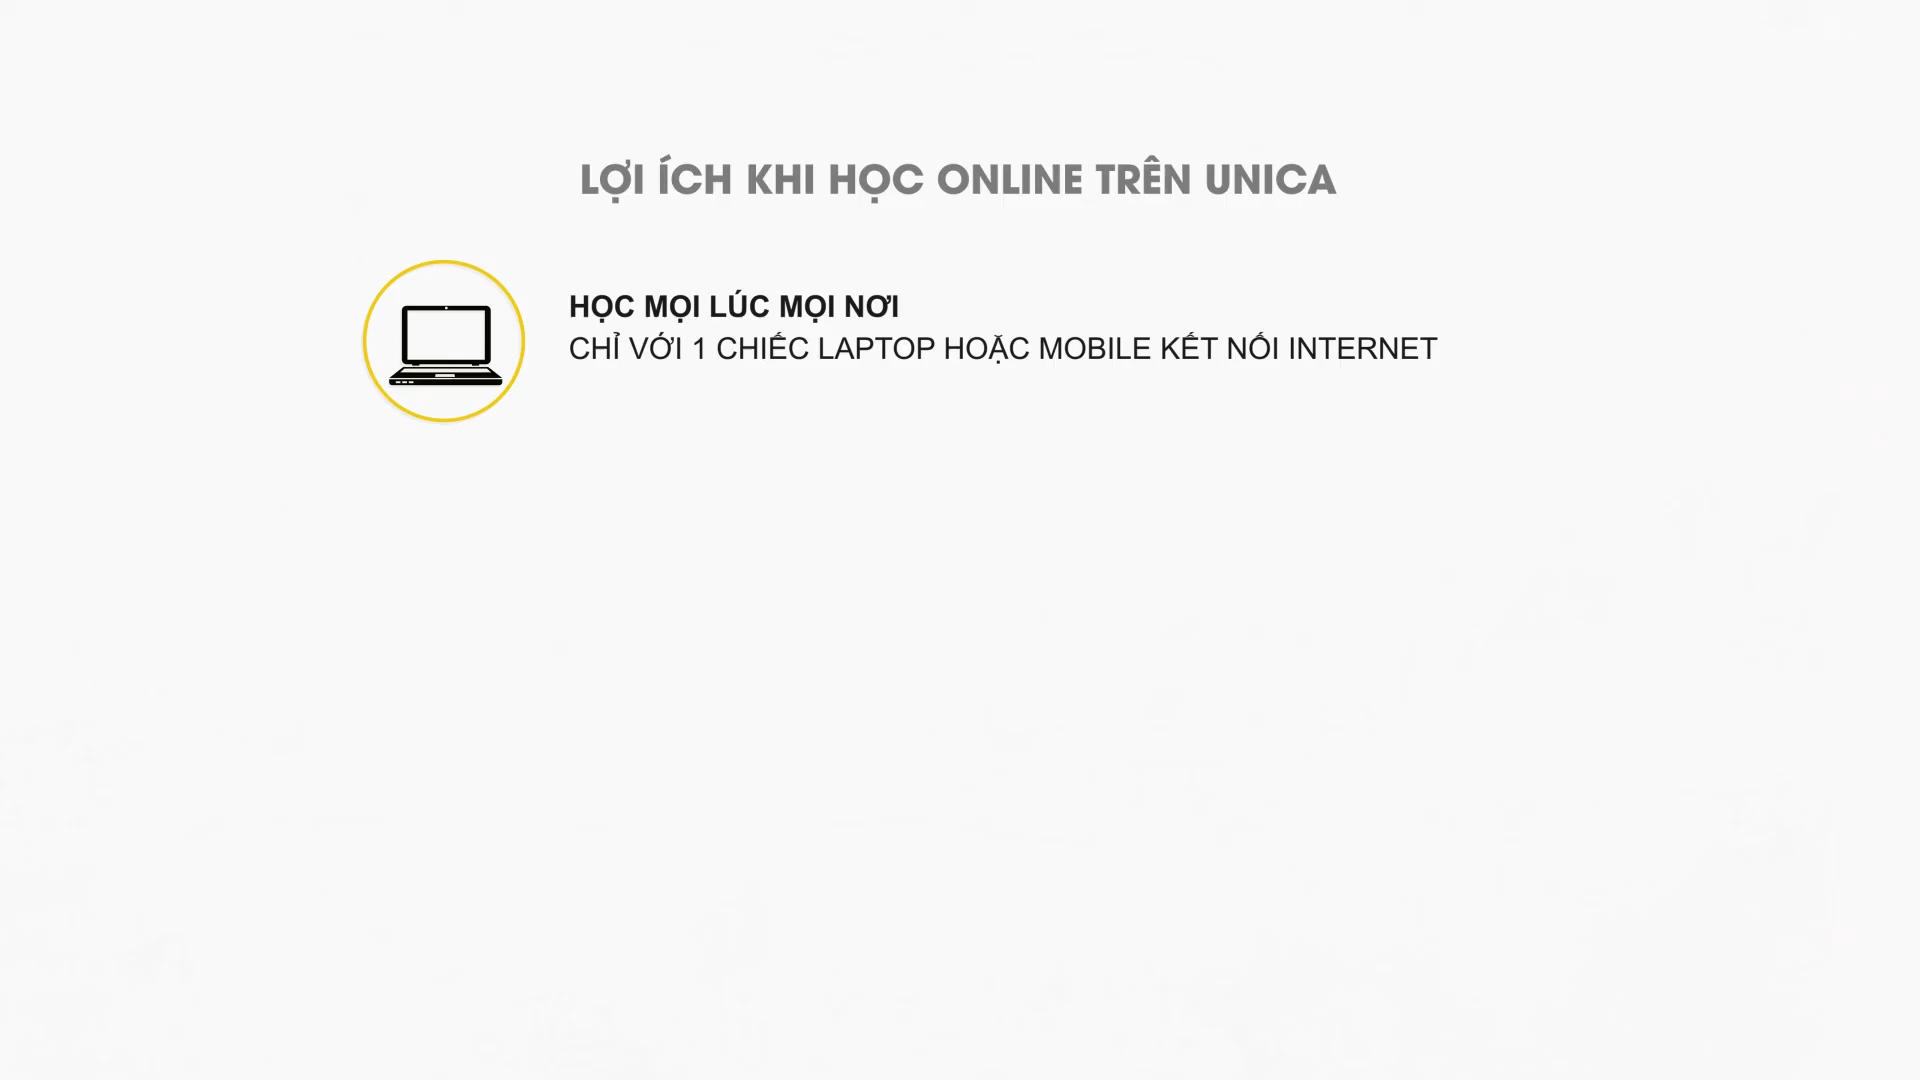 LỢI ÍCH KHI HỌC ONLINE TRÊN UNICA
HỌC MỌI LÚC MỌI NƠI
CHỈ VỚI 1 CHIẾC LAPTOP HOẶC MOBILE KẾT NỐI INTERNET